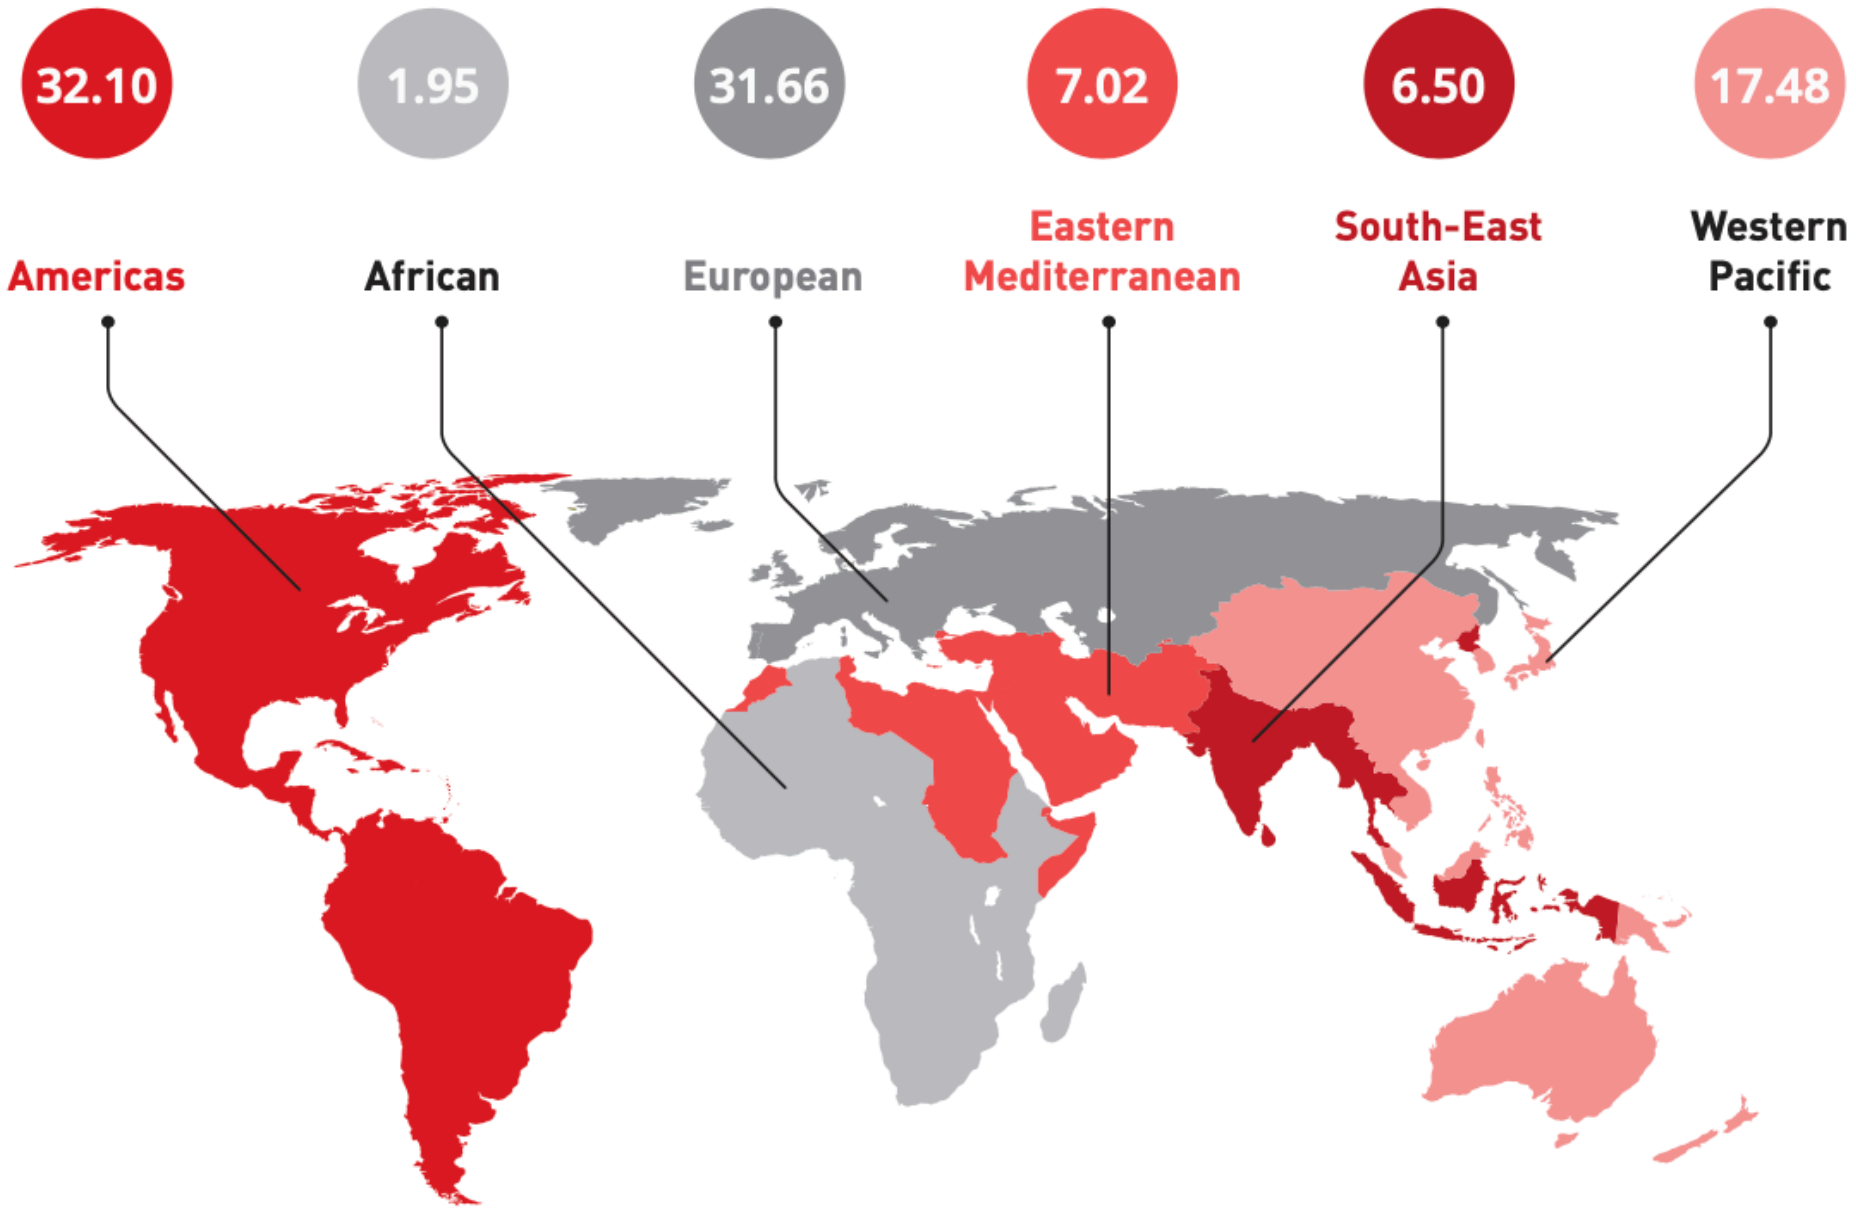 32.10
1.95
31.66
7.02
6.50
17.48
Americas
African
European
Eastern
Mediterranean
South-East
Asia
Western
Pacific